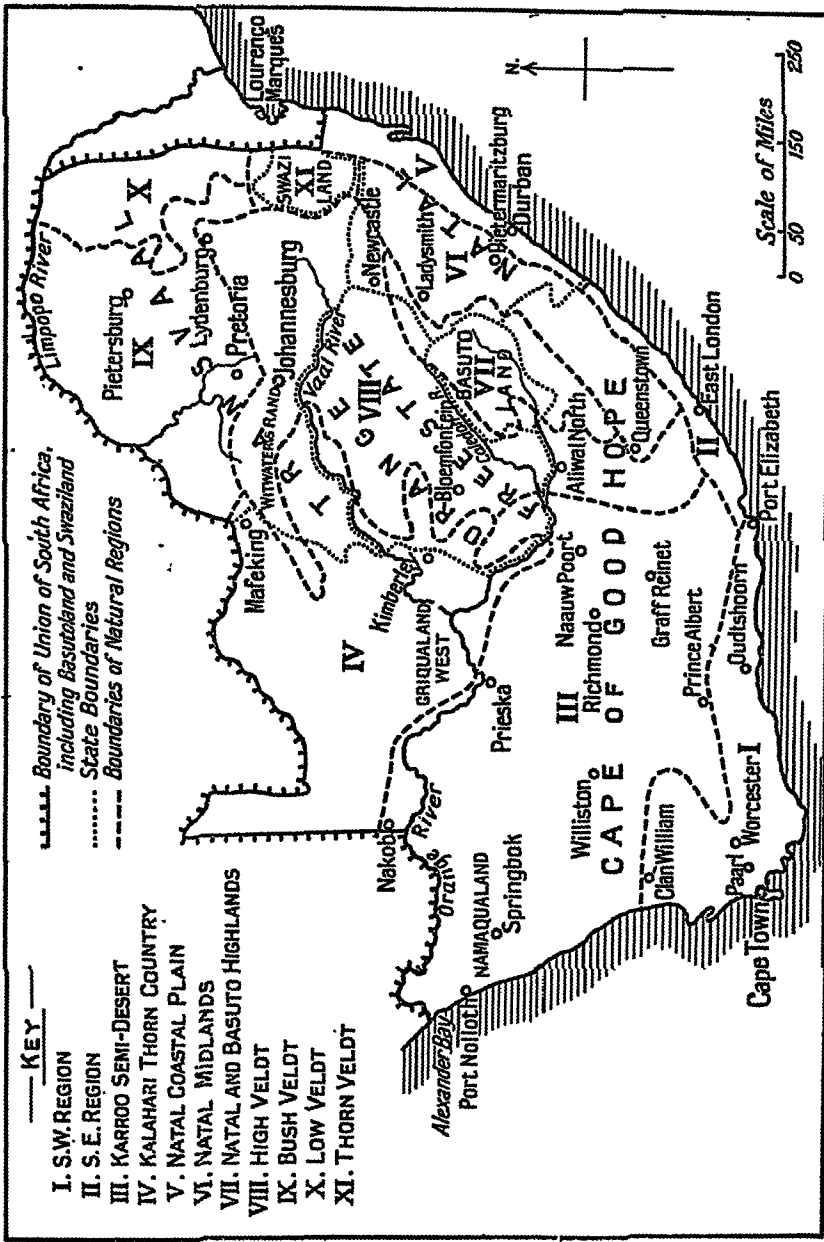 KEY
I. S.W. REGION
II. S. E. REGION
III. KARROO SEMI-DESERT
IV. KALAHARI THORN COUNTRY
V. NATAL COASTAL PLAIN
VI. NATAL MIDLANDS
VII. NATAL AND BASUTO HIGHLANDS
VIII. HIGH VELDT
IX. BUSH VELDT
X. LOW VELDT
XI. THORN VELDT
Boundary of Union of South Africa,
including Basutoland and Swaziland
State Boundaries
Boundaries of Natural Regions
Limpopo River
Pietersburg
IX
X
TRANSVAAL
Lydenburg
Pretoria
Lourenço
Marques
SWAZI
XI
LAND
Mafeking
WITWATERSRAND
Johannesburg
Vaal River
Newcastle
ORANGE
VIII
FREE STATE
Ladysmith
VI
NATAL
V
Pietermaritzburg
Durban
Kimberley
Bloemfontein
Caledon R.
BASUTO
VII
LAND
IV
GRIQUALAND
WEST
Nakob
Orange River
Prieska
Aliwal North
Naauw Poort
Queenstown
Alexander Bay
Port Nolloth
NAMAQUALAND
Springbok
Williston
III
Richmond
CAPE OF GOOD HOPE
Graff Reinet
II
East London
Clan William
Prince Albert
Port Elizabeth
Paarl
Worcester
I
Oudtshoorn
Cape Town
N.
Scale of Miles
0 50 150 250